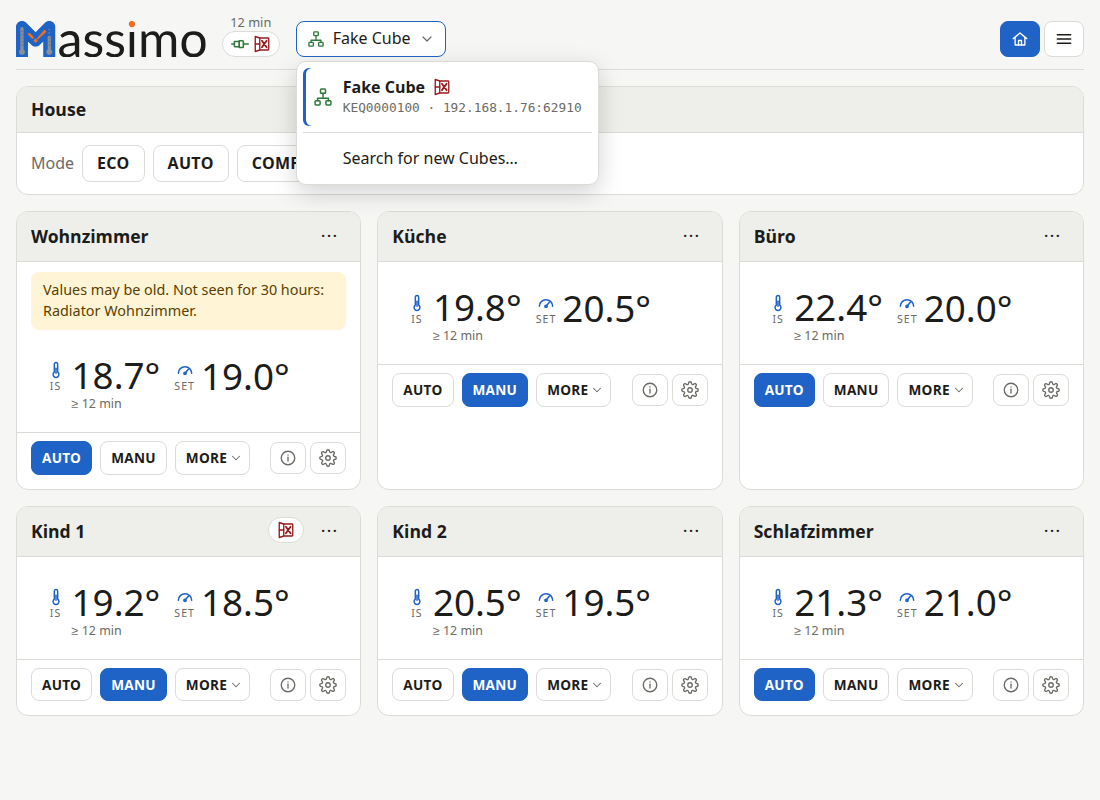 Massimo
12 min
Fake Cube
Fake Cube
KEQ0000100 · 192.168.1.76:62910
Search for new Cubes...
House
Mode ECO AUTO
Wohnzimmer ···
Values may be old. Not seen for 30 hours:
Radiator Wohnzimmer.
IS 18.7° SET 19.0°
≥ 12 min
AUTO MANU MORE
Küche ···
IS 19.8° SET 20.5°
≥ 12 min
AUTO MANU MORE
Büro ···
IS 22.4° SET 20.0°
≥ 12 min
AUTO MANU MORE
Kind 1 ···
IS 19.2° SET 18.5°
≥ 12 min
AUTO MANU MORE
Kind 2 ···
IS 20.5° SET 19.5°
≥ 12 min
AUTO MANU MORE
Schlafzimmer ···
IS 21.3° SET 21.0°
≥ 12 min
AUTO MANU MORE